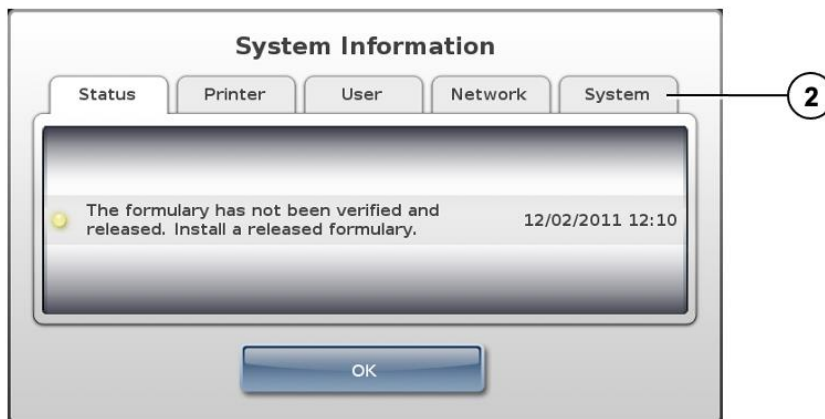 System Information
Status Printer User Network System
2
The formulary has not been verified and
released. Install a released formulary.
12/02/2011 12:10
OK